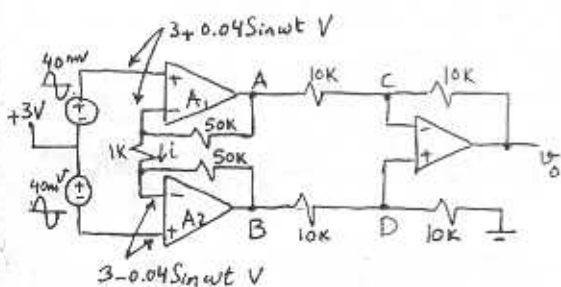 3+0.04Sinωt V
40mV
+3V
40mV
+
-
A1
A
10K
C
10K
50K
1K
i
50K
-
+
vo
-
+
A2
B
10K
D
10K
3-0.04Sinωt V